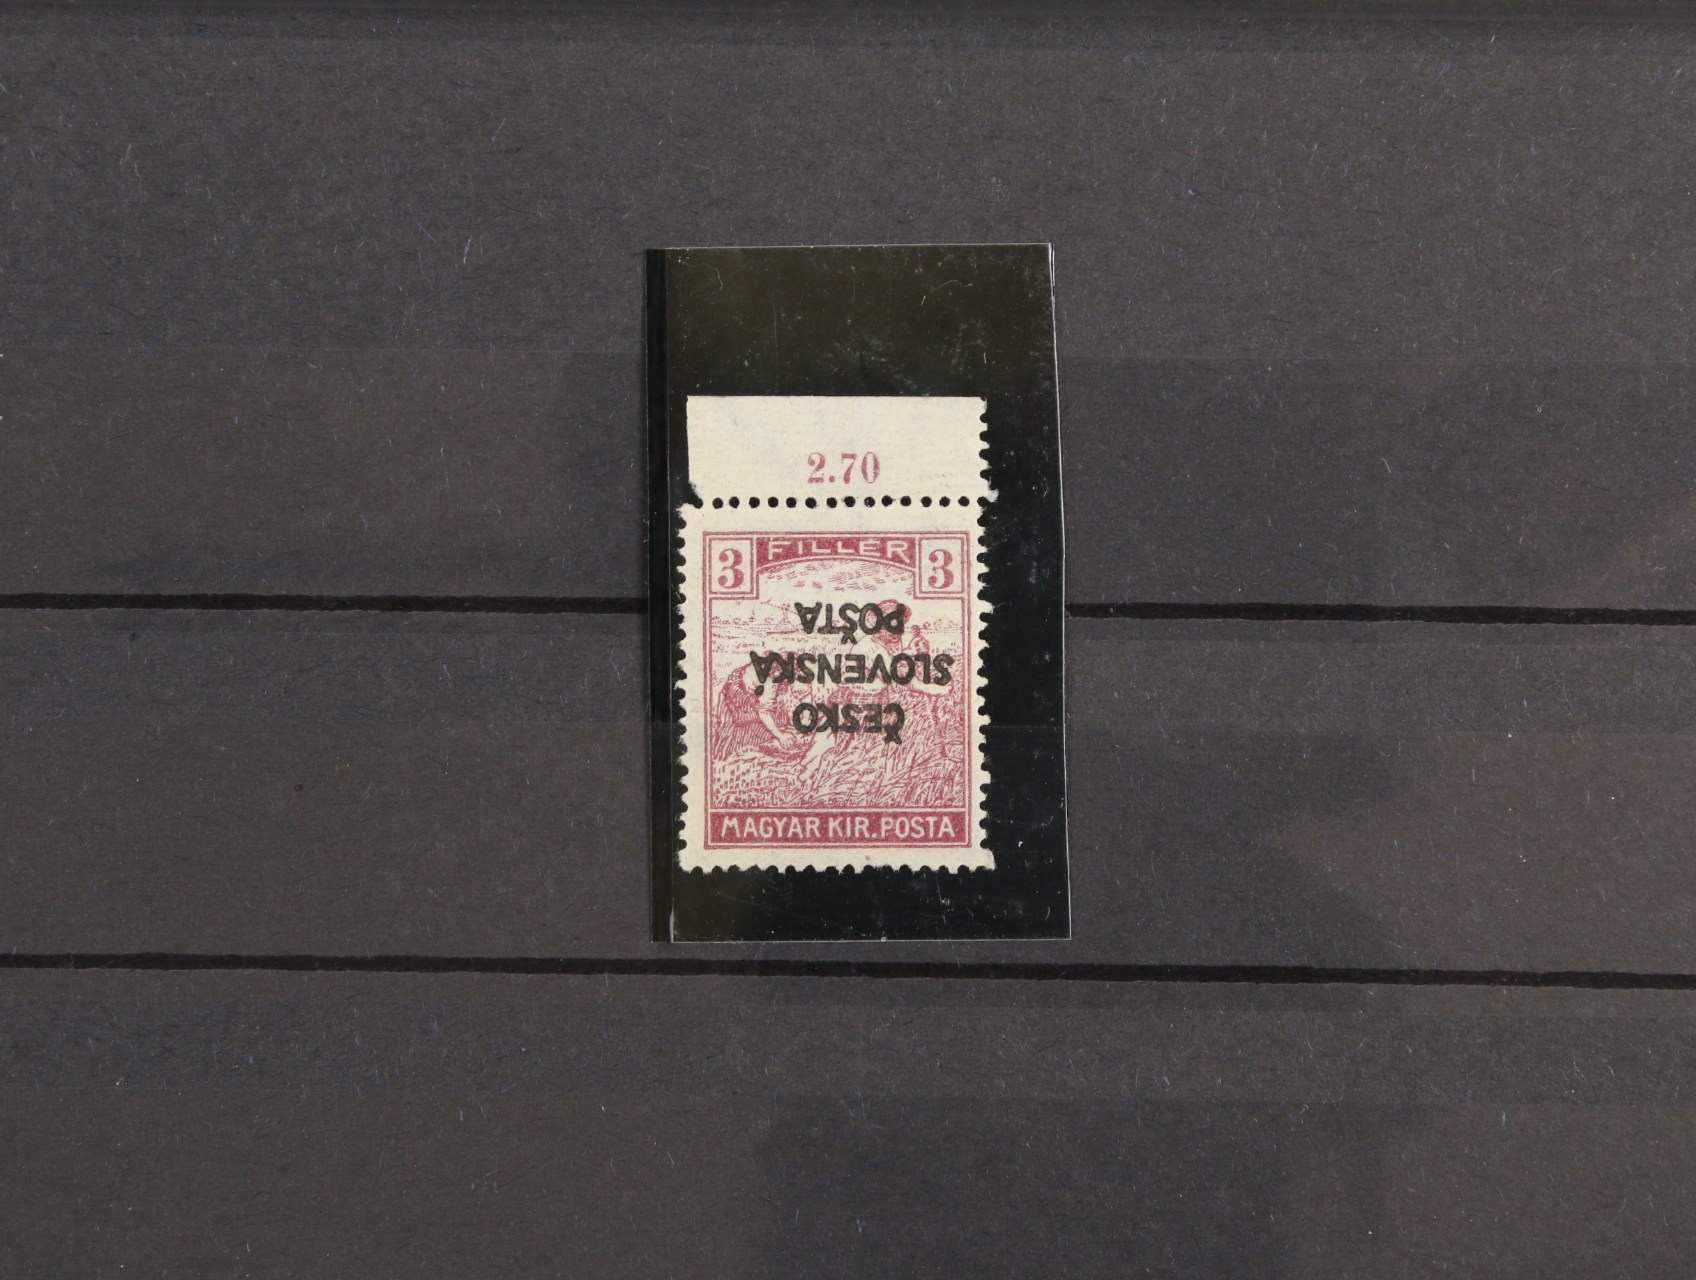 2.70
3 FILLÉR 3
POŠTA
SLOVENSKÁ
ČESKO
MAGYAR KIR. POSTA